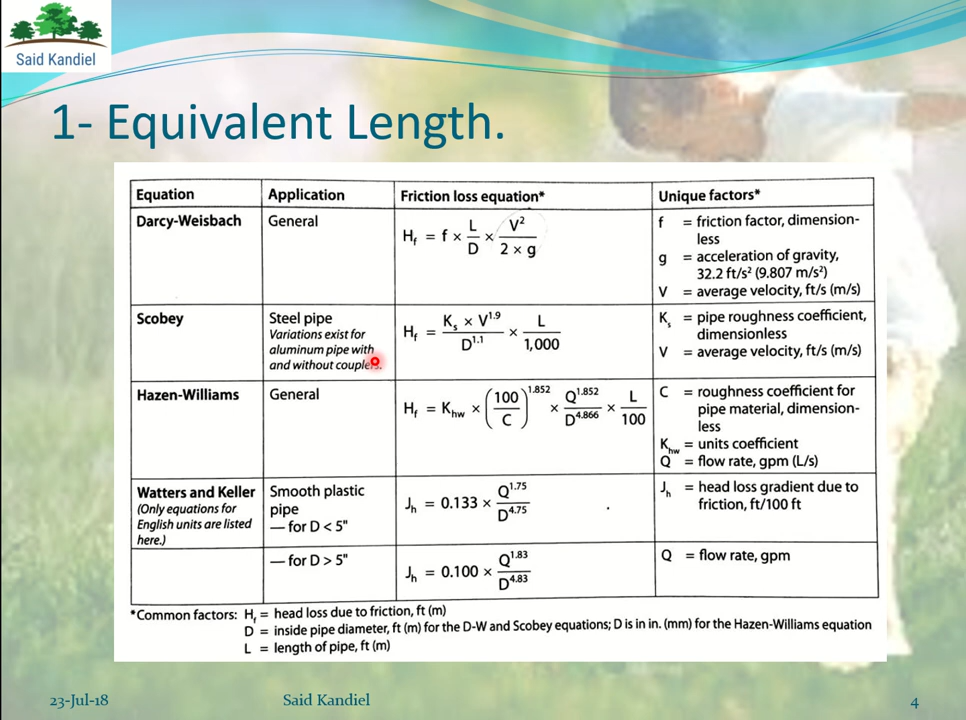 Said Kandiel
1- Equivalent Length.
Equation Application Friction loss equation* Unique factors*
Darcy-Weisbach General H_f = f × L/D × V²/(2 × g) f = friction factor, dimension-
less
g = acceleration of gravity,
32.2 ft/s² (9.807 m/s²)
V = average velocity, ft/s (m/s)
Scobey Steel pipe H_f = (K_s × V^1.9)/D^1.1 × L/1,000 K_s = pipe roughness coefficient,
Variations exist for dimensionless
aluminum pipe with V = average velocity, ft/s (m/s)
and without
Hazen-Williams General H_f = K_hw × (100/C)^1.852 × Q^1.852/D^4.866 × L/100 C = roughness coefficient for
pipe material, dimension-
less
K_hw = units coefficient
Q = flow rate, gpm (L/s)
Watters and Keller Smooth plastic J_h = 0.133 × Q^1.75/D^4.75 J_h = head loss gradient due to
(Only equations for pipe friction, ft/100 ft
English units are listed — for D < 5"
here.)
— for D > 5" J_h = 0.100 × Q^1.83/D^4.83 Q = flow rate, gpm
*Common factors: H_f = head loss due to friction, ft (m)
D = inside pipe diameter, ft (m) for the D-W and Scobey equations; D is in in. (mm) for the Hazen-Williams equation
L = length of pipe, ft (m)
23-Jul-18 Said Kandiel 4